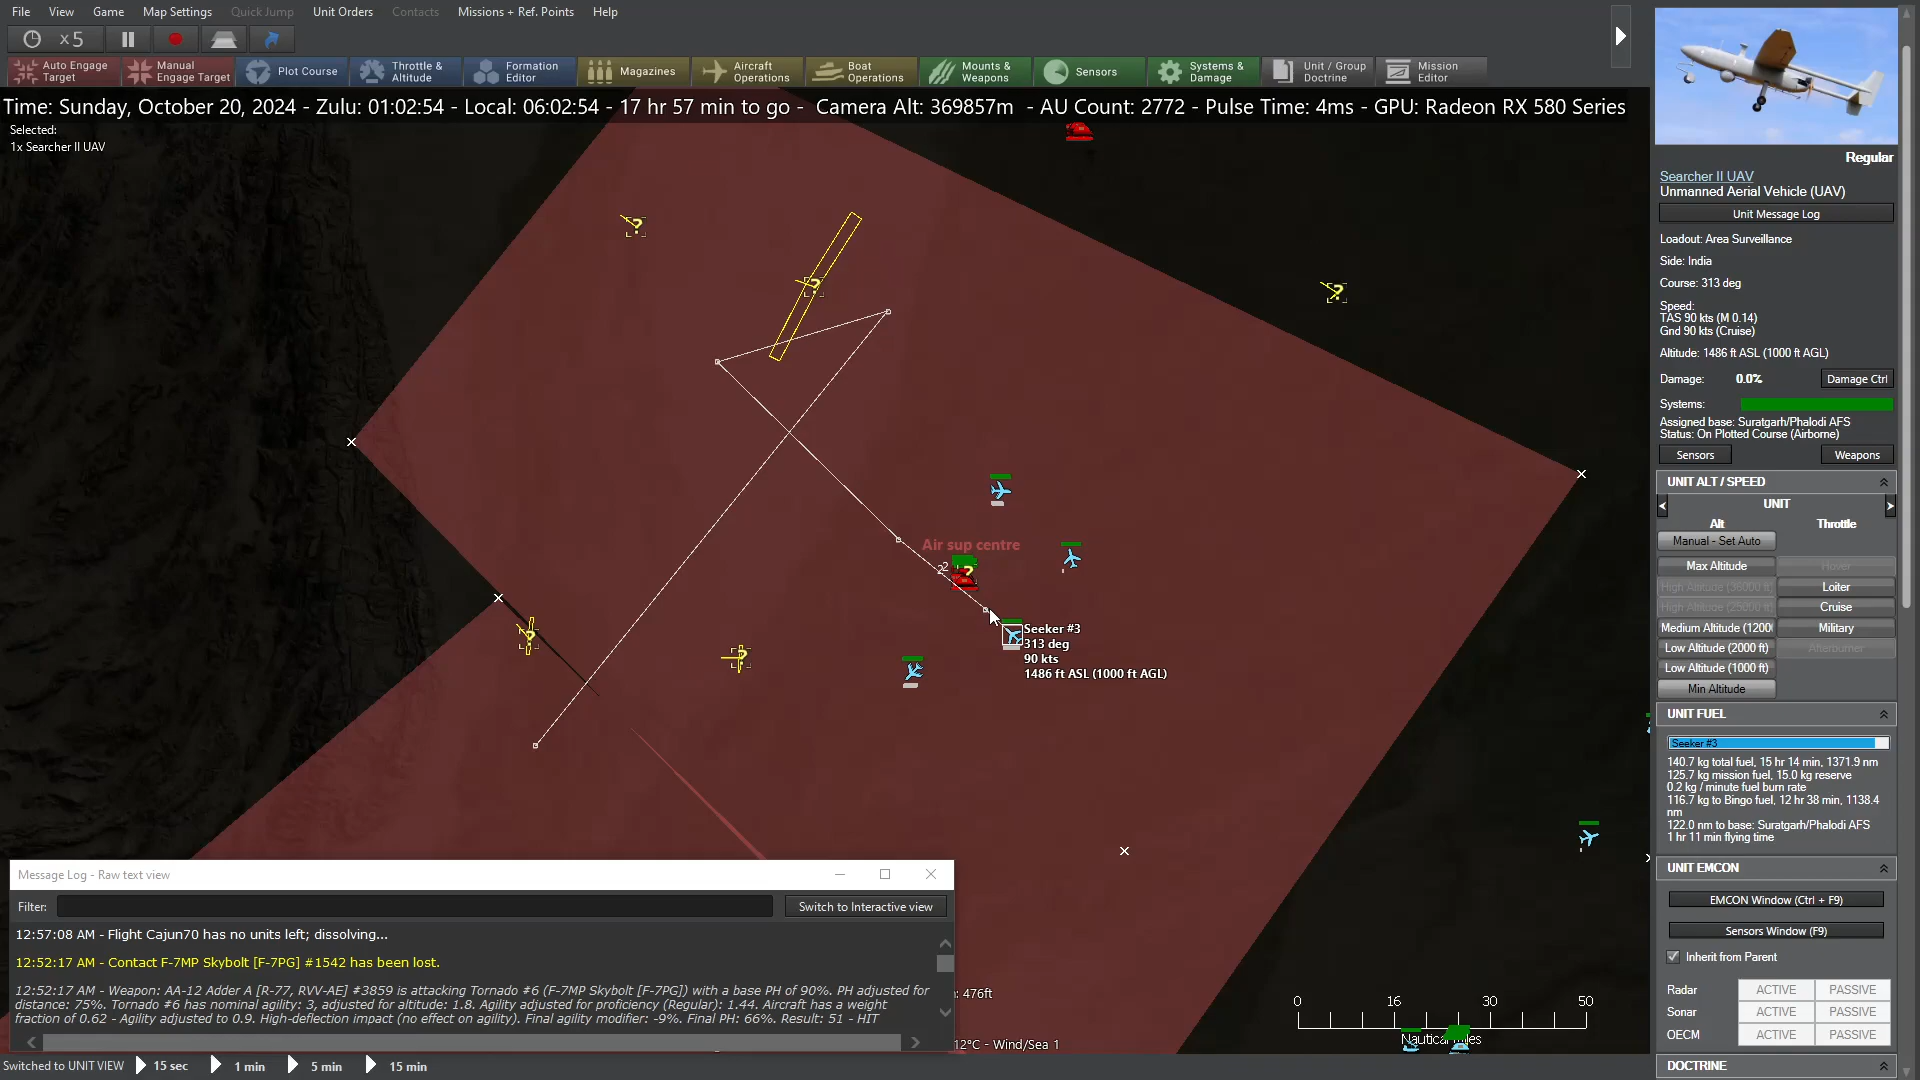 File View Game Map Settings Quick Jump Unit Orders Contacts Missions + Ref. Points Help
x5
Auto Engage Target
Manual Engage Target
Plot Course
Throttle & Altitude
Formation Editor
Magazines
Aircraft Operations
Boat Operations
Mounts & Weapons
Sensors
Systems & Damage
Unit / Group Doctrine
Mission Editor
Time: Sunday, October 20, 2024 - Zulu: 01:02:54 - Local: 06:02:54 - 17 hr 57 min to go - Camera Alt: 369857m - AU Count: 2772 - Pulse Time: 4ms - GPU: Radeon RX 580 Series
Selected:
1x Searcher II UAV
?
?
?
Air sup centre
?
Seeker #3
313 deg
90 kts
1486 ft ASL (1000 ft AGL)
?
?
Message Log - Raw text view
Filter:
Switch to Interactive view
12:57:08 AM - Flight Cajun70 has no units left; dissolving...
12:52:17 AM - Contact F-7MP Skybolt [F-7PG] #1542 has been lost.
12:52:17 AM - Weapon: AA-12 Adder A [R-77, RVV-AE] #3859 is attacking Tornado #6 (F-7MP Skybolt [F-7PG]) with a base PH of 90%. PH adjusted for
distance: 75%. Tornado #6 has nominal agility: 3, adjusted for altitude: 1.8. Agility adjusted for proficiency (Regular): 1.44. Aircraft has a weight
fraction of 0.62 - Agility adjusted to 0.9. High-deflection impact (no effect on agility). Final agility modifier: -9%. Final PH: 66%. Result: 51 - HIT
: 476ft
12°C - Wind/Sea 1
0 16 30 50
Nautical miles
Switched to UNIT VIEW
15 sec
1 min
5 min
15 min
Regular
Searcher II UAV
Unmanned Aerial Vehicle (UAV)
Unit Message Log
Loadout: Area Surveillance
Side: India
Course: 313 deg
Speed:
TAS 90 kts (M 0.14)
Gnd 90 kts (Cruise)
Altitude: 1486 ft ASL (1000 ft AGL)
Damage: 0.0% Damage Ctrl
Systems:
Assigned base: Suratgarh/Phalodi AFS
Status: On Plotted Course (Airborne)
Sensors Weapons
UNIT ALT / SPEED
UNIT
Alt Throttle
Manual - Set Auto
Max Altitude Hover
High Altitude (36000 ft) Loiter
High Altitude (25000 ft) Cruise
Medium Altitude (1200 Military
Low Altitude (2000 ft) Afterburner
Low Altitude (1000 ft)
Min Altitude
UNIT FUEL
Seeker #3
140.7 kg total fuel, 15 hr 14 min, 1371.9 nm
125.7 kg mission fuel, 15.0 kg reserve
0.2 kg / minute fuel burn rate
116.7 kg to Bingo fuel, 12 hr 38 min, 1138.4
nm
122.0 nm to base: Suratgarh/Phalodi AFS
1 hr 11 min flying time
UNIT EMCON
EMCON Window (Ctrl + F9)
Sensors Window (F9)
Inherit from Parent
Radar ACTIVE PASSIVE
Sonar ACTIVE PASSIVE
OECM ACTIVE PASSIVE
DOCTRINE